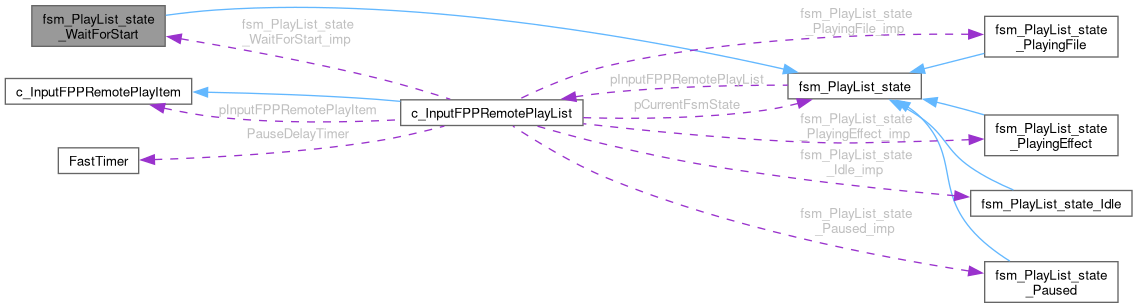 fsm_PlayList_state
_WaitForStart
fsm_PlayList_state
_WaitForStart_imp
fsm_PlayList_state
_PlayingFile_imp
fsm_PlayList_state
_PlayingFile
c_InputFPPRemotePlayItem
pInputFPPRemotePlayItem
PauseDelayTimer
FastTimer
c_InputFPPRemotePlayList
pInputFPPRemotePlayList
pCurrentFsmState
fsm_PlayList_state
fsm_PlayList_state
_PlayingEffect_imp
fsm_PlayList_state
_PlayingEffect
fsm_PlayList_state
_Idle_imp
fsm_PlayList_state_Idle
fsm_PlayList_state
_Paused_imp
fsm_PlayList_state
_Paused